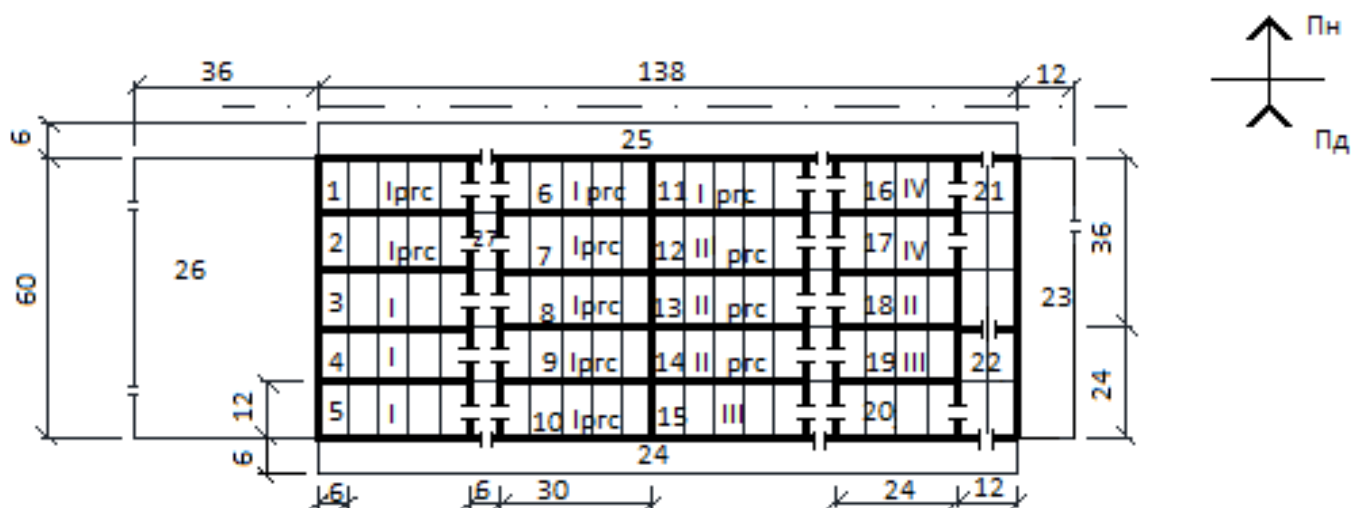 Пн
Пд
36 138 12
6
25
1 Iргс 6 I ргс 11 I ргс 16 IV 21
2 Iргс 27 7 Iргс 12 II ргс 17 IV
36
60
26
3 I 8 Iргс 13 II ргс 18 II
23
4 I 9 Iргс 14 II ргс 19 III 22
24
12
5 I 10 Iргс 15 III 20
6
24
6 6 30 24 12